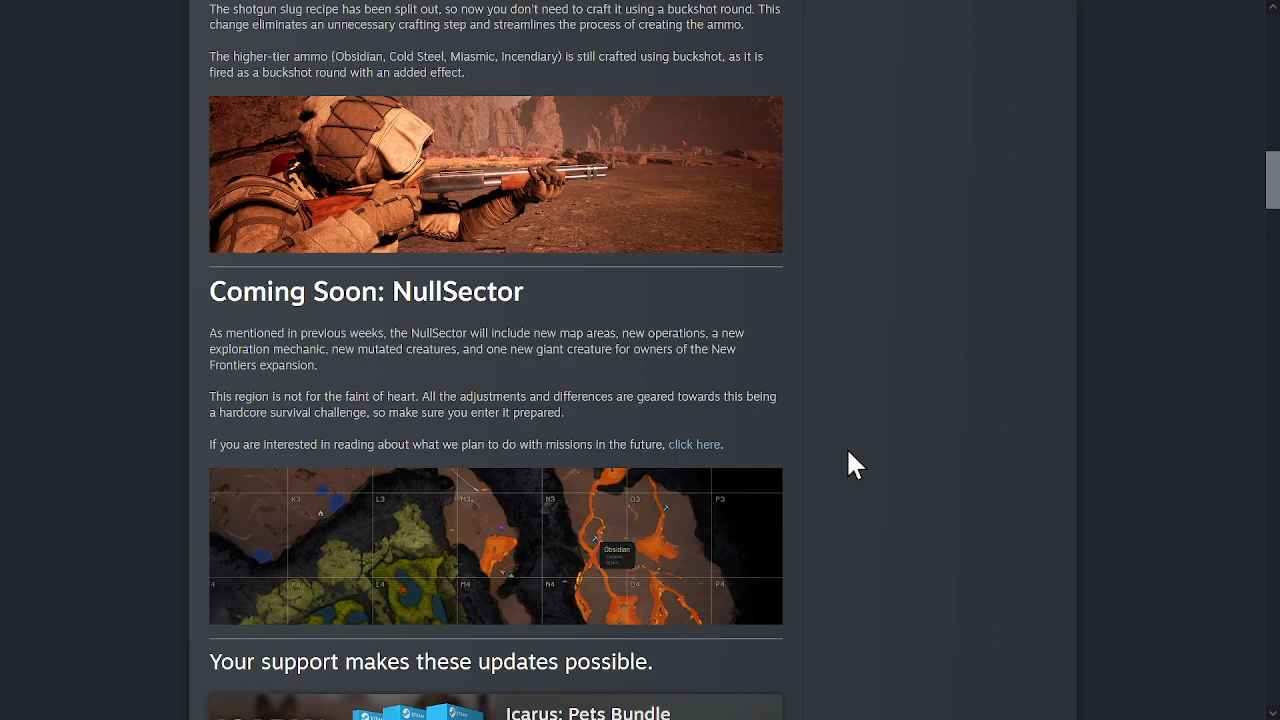 The shotgun slug recipe has been split out, so now you don't need to craft it using a buckshot round. This
change eliminates an unnecessary crafting step and streamlines the process of creating the ammo.
The higher-tier ammo (Obsidian, Cold Steel, Miasmic, Incendiary) is still crafted using buckshot, as it is
fired as a buckshot round with an added effect.
Coming Soon: NullSector
As mentioned in previous weeks, the NullSector will include new map areas, new operations, a new
exploration mechanic, new mutated creatures, and one new giant creature for owners of the New
Frontiers expansion.
This region is not for the faint of heart. All the adjustments and differences are geared towards this being
a hardcore survival challenge, so make sure you enter it prepared.
If you are interested in reading about what we plan to do with missions in the future, click here.
3 K3 L3 M3 N3 O3 P3
Obsidian
4 K4 L4 M4 N4 O4 P4
Your support makes these updates possible.
Icarus: Pets Bundle
STEAM STEAM STEAM